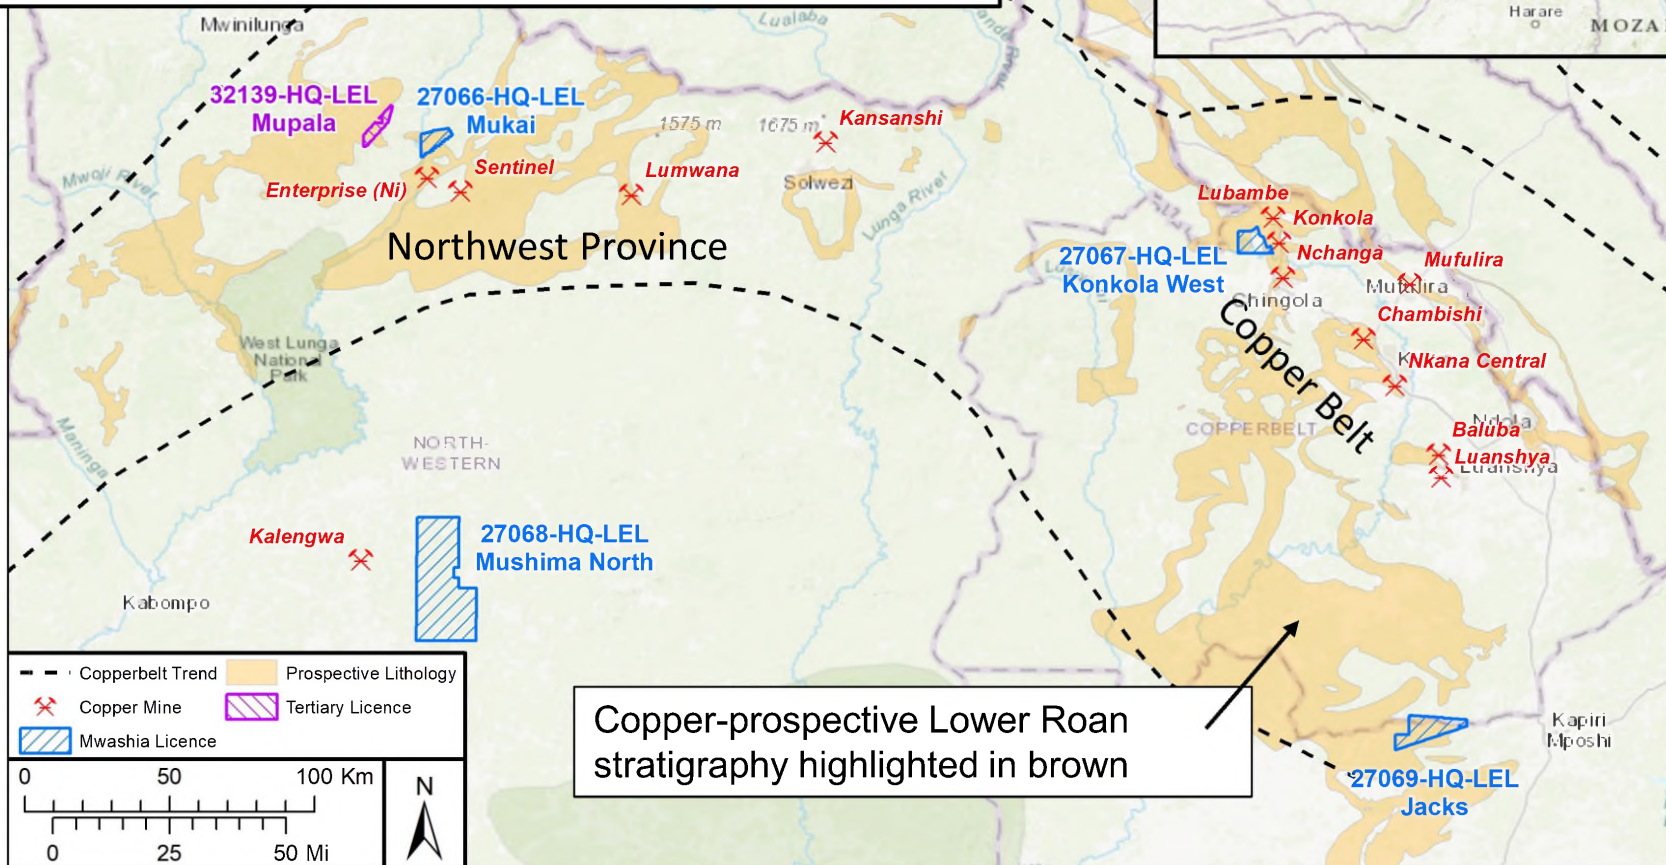 Mwinilunga
Lualaba
Harare
MOZA
32139-HQ-LEL
Mupala
27066-HQ-LEL
Mukai
1575 m
1675 m
Kansanshi
Mwoji River
Enterprise (Ni)
Sentinel
Lumwana
Solwezi
Lunga River
Northwest Province
Lubambe
Konkola
27067-HQ-LEL
Konkola West
Nchanga
Mufulira
Mufulira
Chingola
Chambishi
Copper Belt
Nkana Central
West Lunga
National
Park
Maninga
NORTH-
WESTERN
COPPERBELT
Ndola
Baluba
Luanshya
Luanshya
Kalengwa
27068-HQ-LEL
Mushima North
Kabompo
Copperbelt Trend
Prospective Lithology
Copper Mine
Tertiary Licence
Mwashia Licence
0 50 100 Km
0 25 50 Mi
N
Copper-prospective Lower Roan
stratigraphy highlighted in brown
Kapiri
Mposhi
27069-HQ-LEL
Jacks